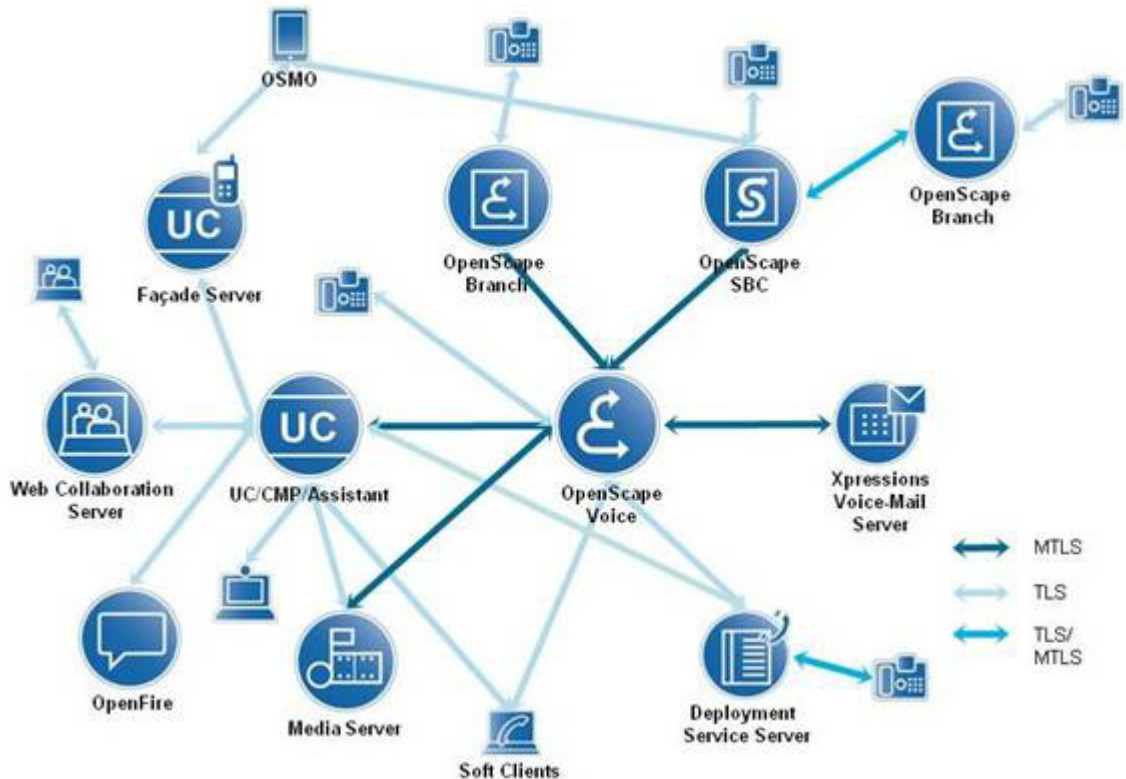 OSMO
OpenScape
Branch
OpenScape
Branch
OpenScape
SBC
UC
Façade Server
UC
UC/CMP/Assistant
Web Collaboration
Server
OpenScape
Voice
Xpressions
Voice-Mail
Server
MTLS
TLS
TLS/
MTLS
OpenFire
Media Server
Soft Clients
Deployment
Service Server